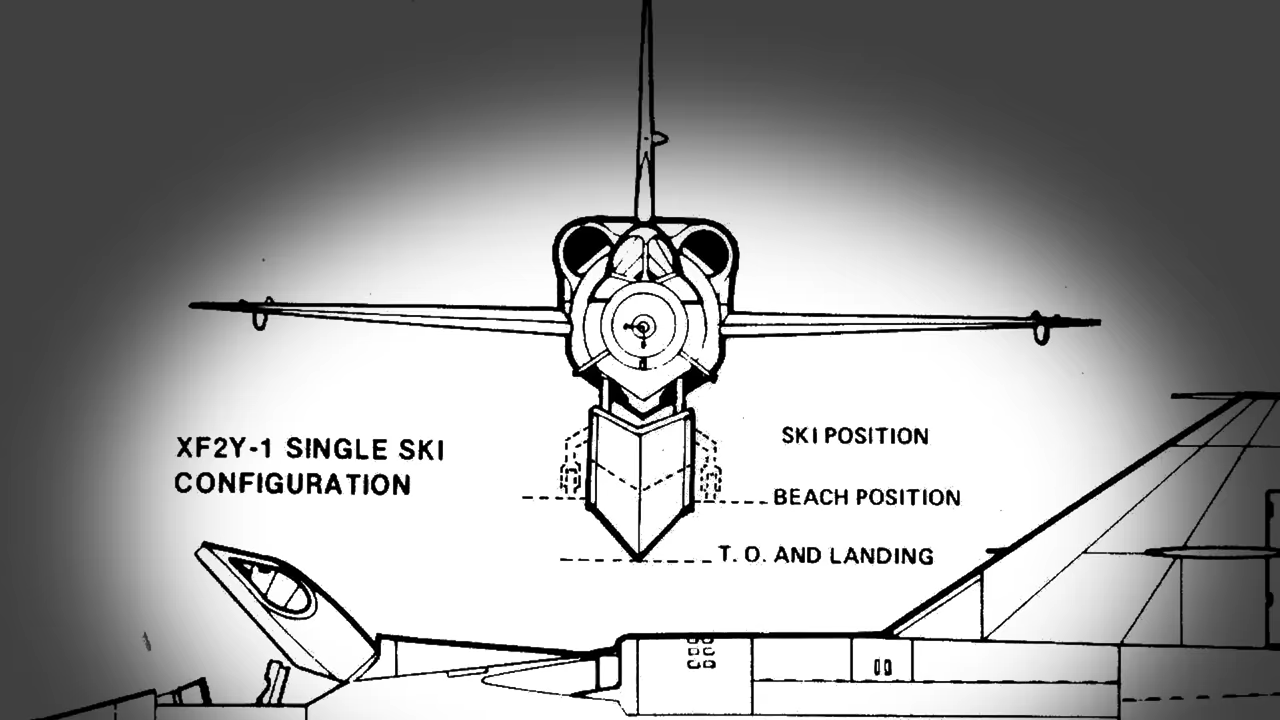 XF2Y-1 SINGLE SKI
CONFIGURATION
SKI POSITION
BEACH POSITION
T. O. AND LANDING